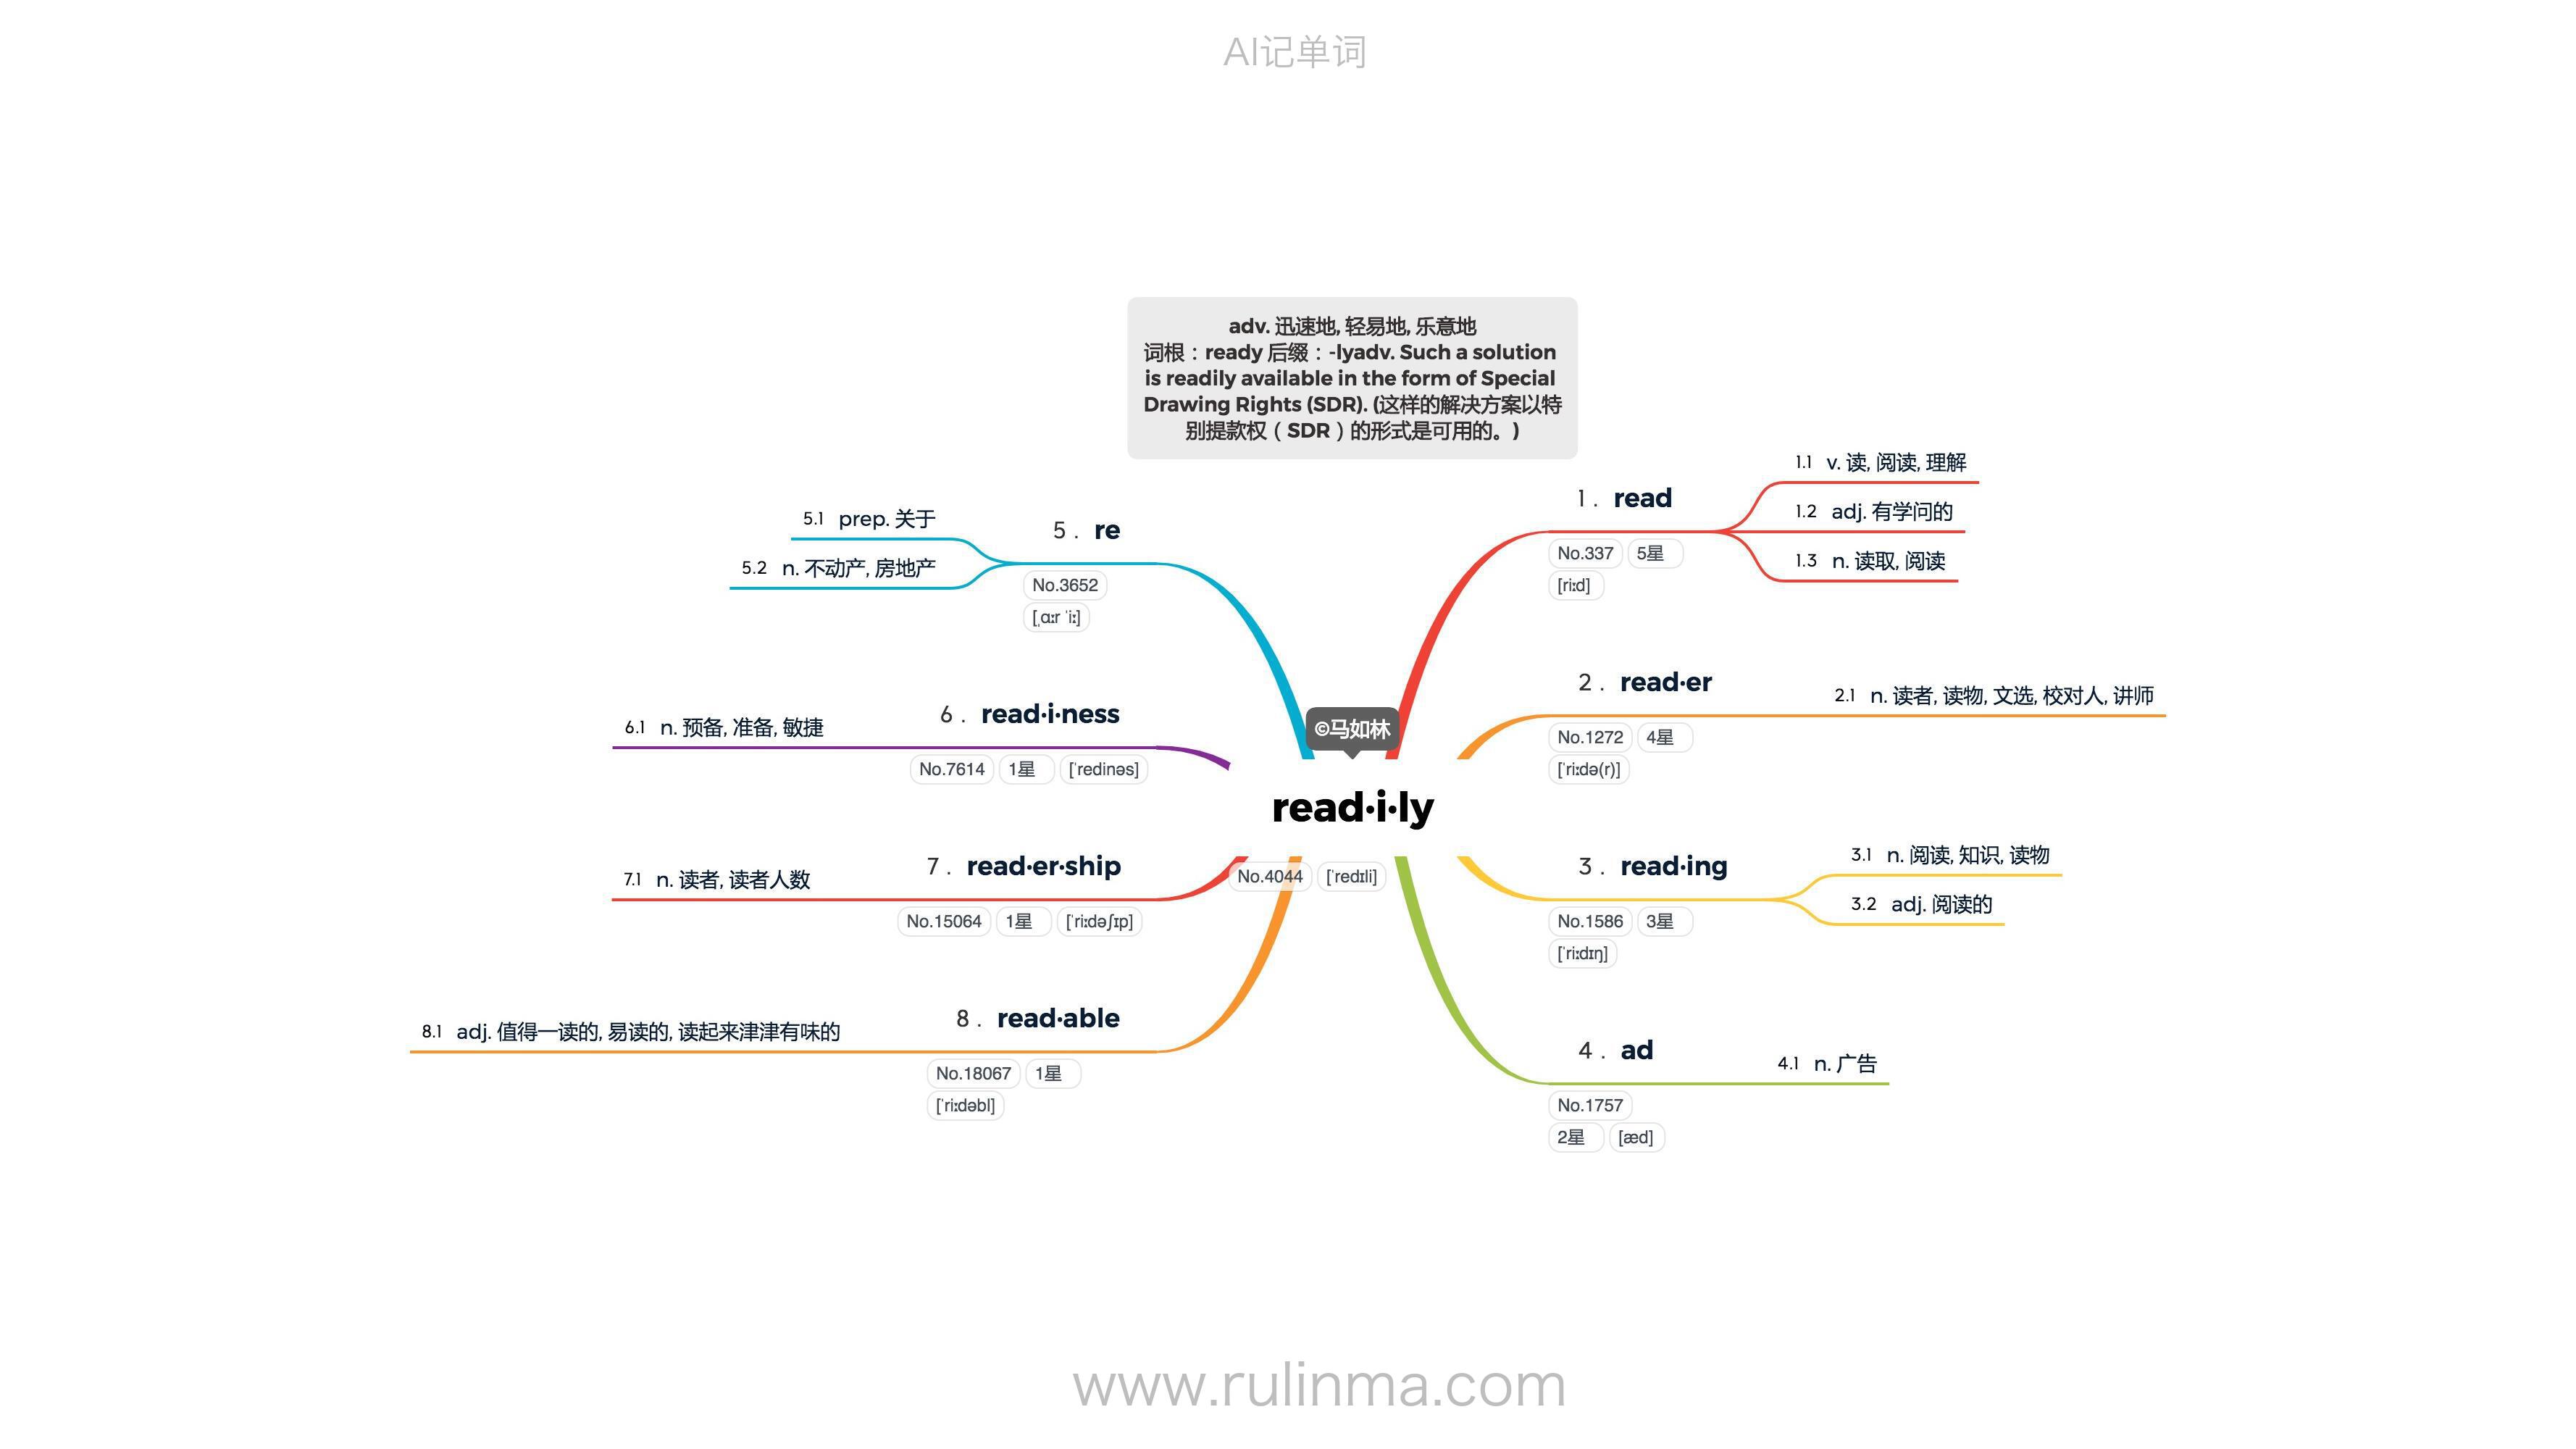 AI记单词
adv. 迅速地, 轻易地, 乐意地
词根：ready 后缀：-lyadv. Such a solution
is readily available in the form of Special
Drawing Rights (SDR). (这样的解决方案以特
别提款权（SDR）的形式是可用的。)
©马如林
read·i·ly
No.4044 [ˈredɪli]
1. read
No.337 5星
[riːd]
1.1 v. 读, 阅读, 理解
1.2 adj. 有学问的
1.3 n. 读取, 阅读
2. read·er
No.1272 4星
[ˈriːdə(r)]
2.1 n. 读者, 读物, 文选, 校对人, 讲师
3. read·ing
No.1586 3星
[ˈriːdɪŋ]
3.1 n. 阅读, 知识, 读物
3.2 adj. 阅读的
4. ad
No.1757
2星 [æd]
4.1 n. 广告
5. re
No.3652
[ˌɑːr ˈiː]
5.1 prep. 关于
5.2 n. 不动产, 房地产
6. read·i·ness
No.7614 1星 [ˈredinəs]
6.1 n. 预备, 准备, 敏捷
7. read·er·ship
No.15064 1星 [ˈriːdəʃɪp]
7.1 n. 读者, 读者人数
8. read·able
No.18067 1星
[ˈriːdəbl]
8.1 adj. 值得一读的, 易读的, 读起来津津有味的
www.rulinma.com